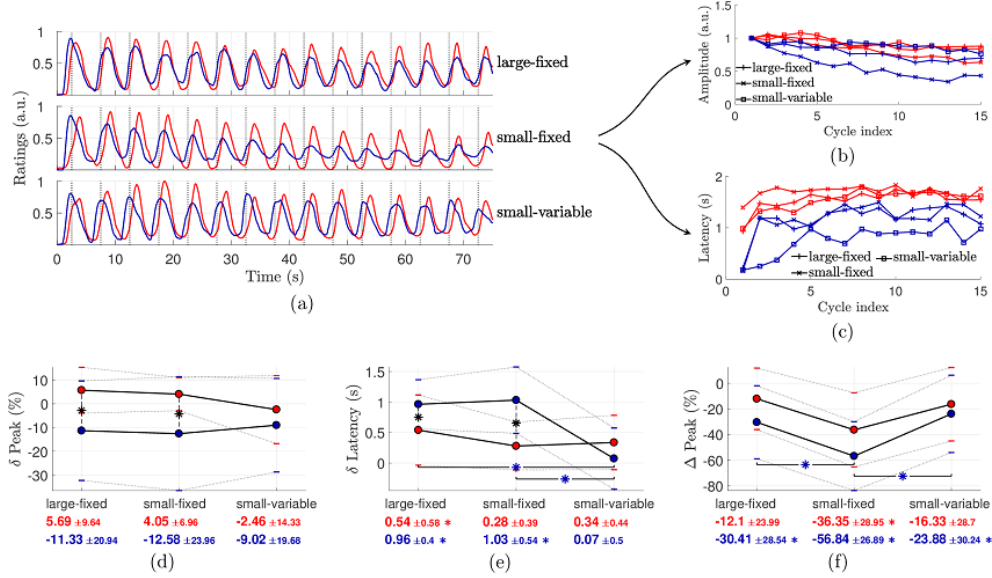 1
0.5
large-fixed
1
0.5
small-fixed
1
0.5
small-variable
Ratings (a.u.)
0 10 20 30 40 50 60 70
Time (s)
(a)
1.5
1.0
0.5
0.0
Amplitude (a.u.)
large-fixed
small-fixed
small-variable
0 5 10 15
Cycle index
(b)
2
1
0
Latency (s)
large-fixed small-variable
small-fixed
0 5 10 15
Cycle index
(c)
10
0
-10
-20
-30
δ Peak (%)
large-fixed small-fixed small-variable
5.69 ±9.64 4.05 ±6.96 -2.46 ±14.33
-11.33 ±20.94 -12.58 ±23.96 -9.02 ±19.68
(d)
1.5
1
0.5
0
δ Latency (s)
* *
*
*
large-fixed small-fixed small-variable
0.54 ±0.58 * 0.28 ±0.39 0.34 ±0.44
0.96 ±0.4 * 1.03 ±0.54 * 0.07 ±0.5
(e)
0
-20
-40
-60
-80
Δ Peak (%)
*
*
large-fixed small-fixed small-variable
-12.1 ±23.99 -36.35 ±28.95 * -16.33 ±28.7
-30.41 ±28.54 * -56.84 ±26.89 * -23.88 ±30.24 *
(f)